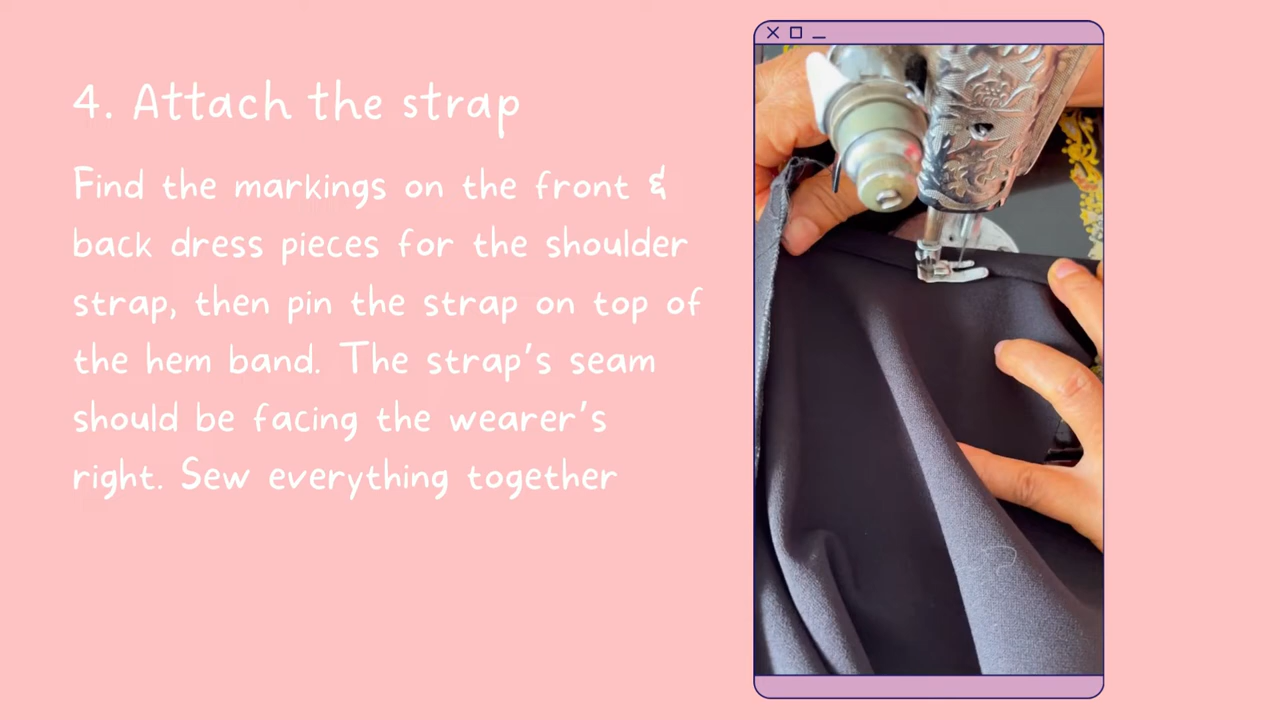 4. Attach the strap
Find the markings on the front &
back dress pieces for the shoulder
strap, then pin the strap on top of
the hem band. The strap's seam
should be facing the wearer's
right. Sew everything together